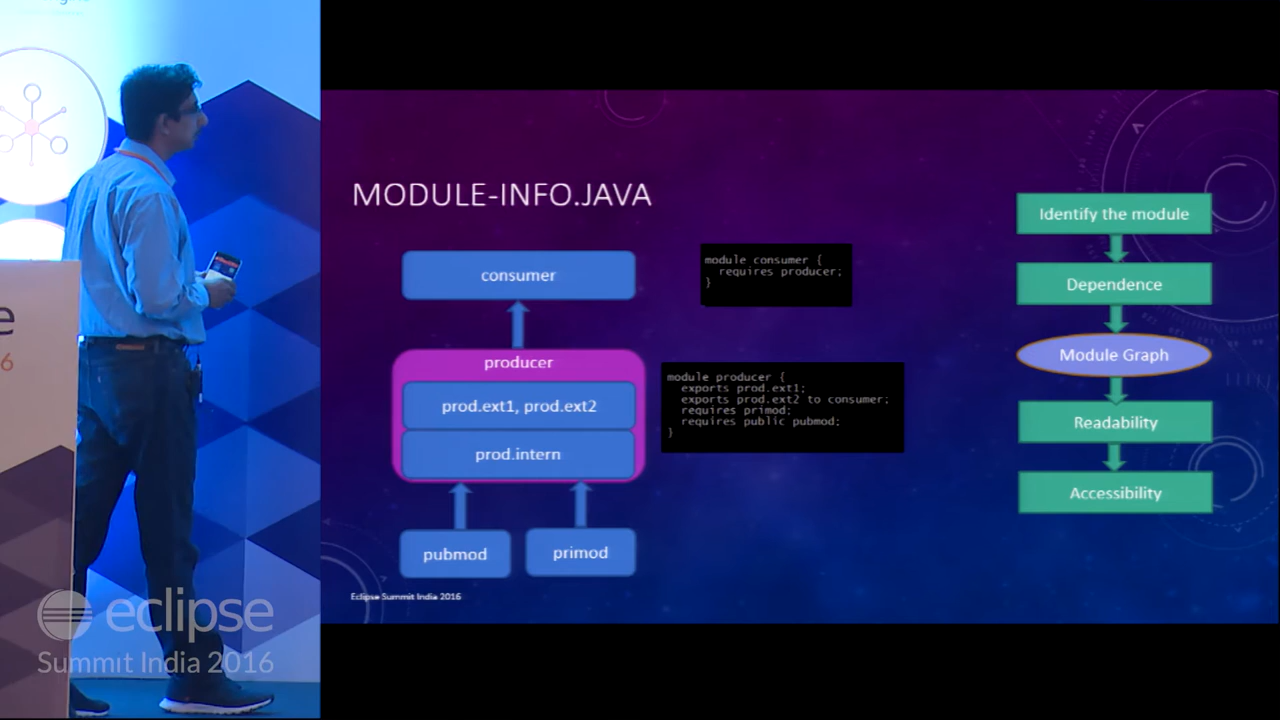 MODULE-INFO.JAVA
consumer
producer
prod.ext1, prod.ext2
prod.intern
pubmod
primod
module consumer {
requires producer;
}
module producer {
exports prod.ext1;
exports prod.ext2 to consumer;
requires primod;
requires public pubmod;
}
Identify the module
Dependence
Module Graph
Readability
Accessibility
Eclipse Summit India 2016
e
6
eclipse
Summit India 2016